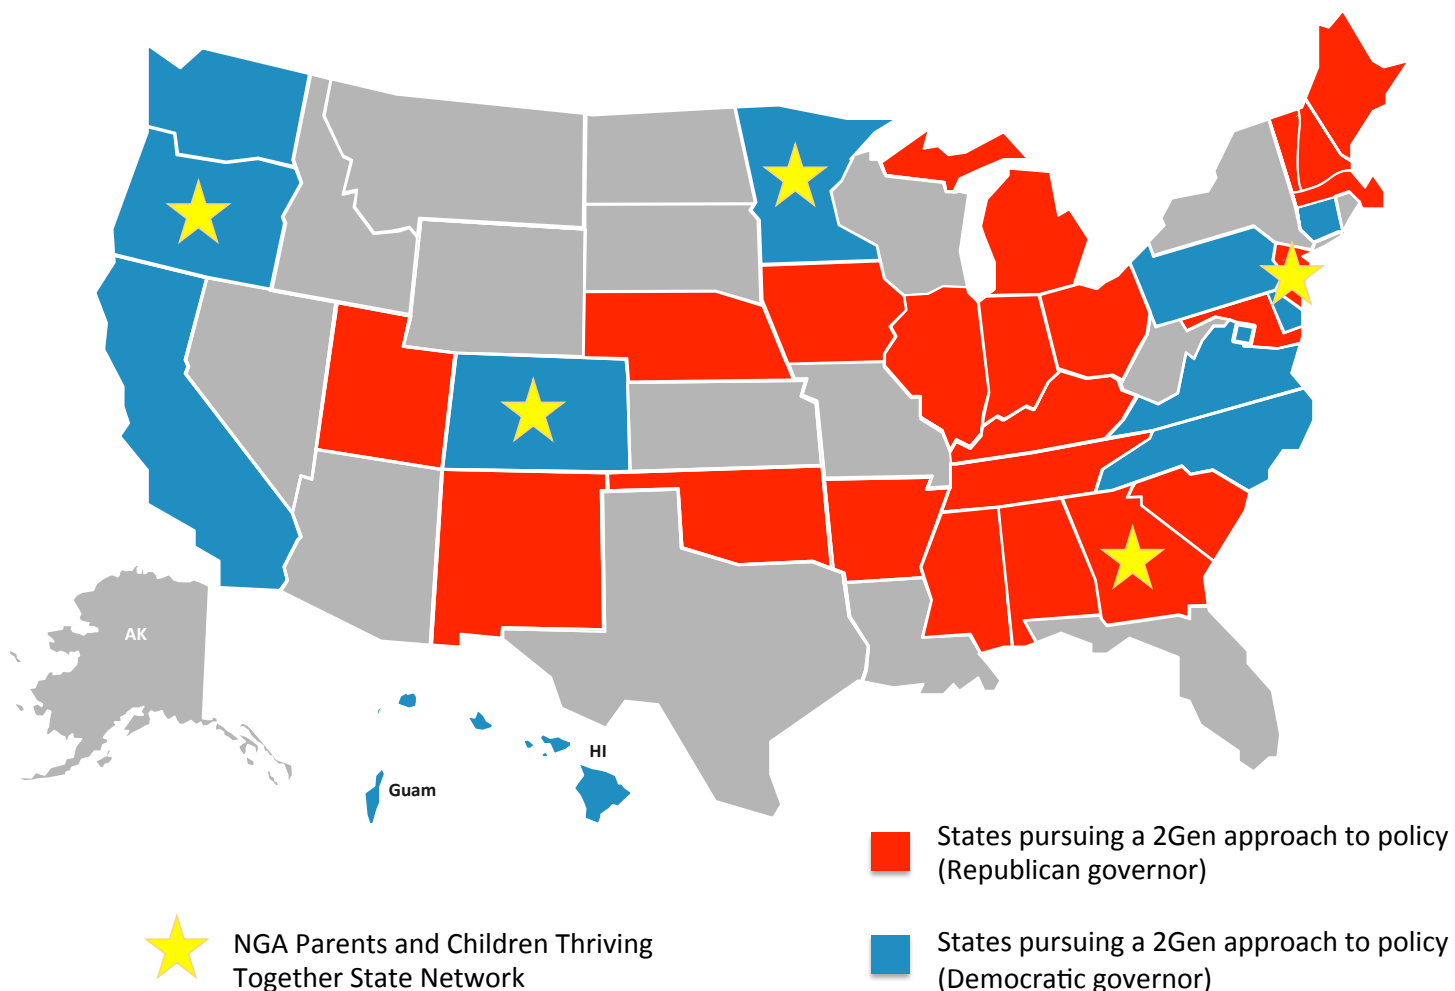 AK
HI
Guam
States pursuing a 2Gen approach to policy
(Republican governor)
NGA Parents and Children Thriving
Together State Network
States pursuing a 2Gen approach to policy
(Democratic governor)